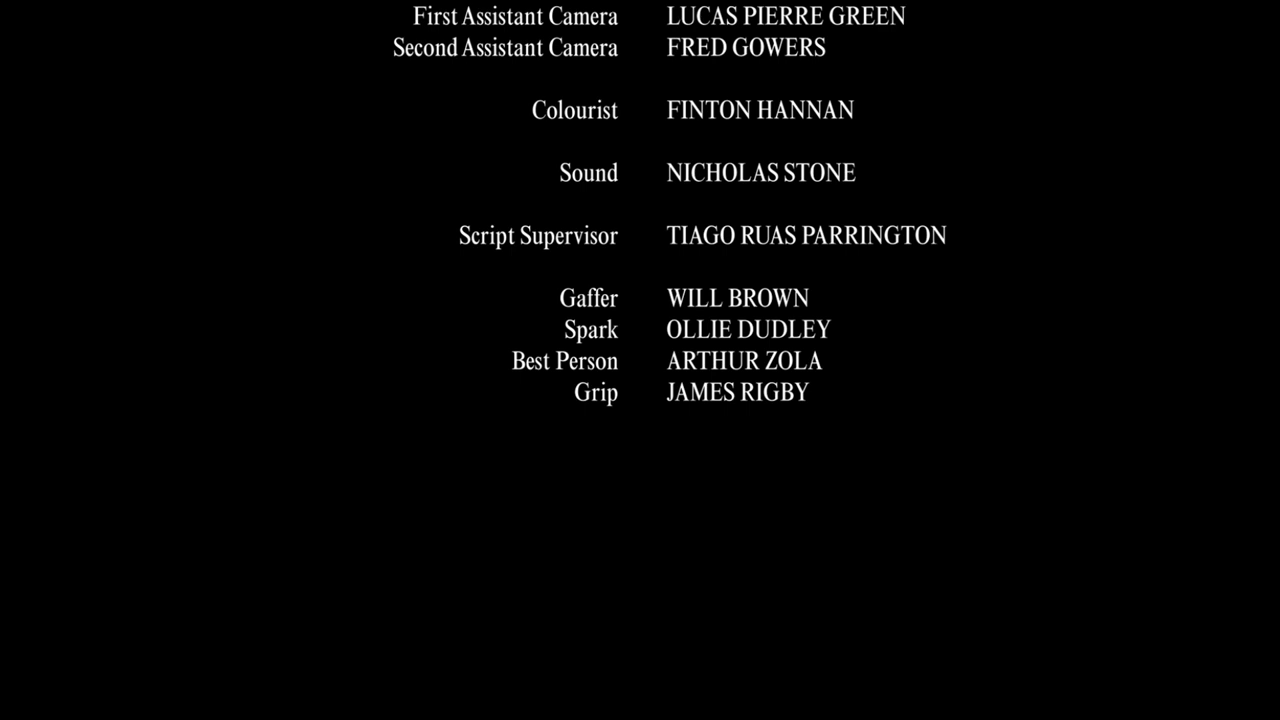 First Assistant Camera LUCAS PIERRE GREEN
Second Assistant Camera FRED GOWERS
Colourist FINTON HANNAN
Sound NICHOLAS STONE
Script Supervisor TIAGO RUAS PARRINGTON
Gaffer WILL BROWN
Spark OLLIE DUDLEY
Best Person ARTHUR ZOLA
Grip JAMES RIGBY